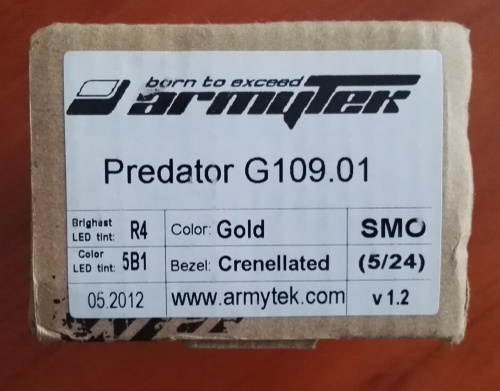 born to exceed
armytek
Predator G109.01
Brighest LED tint: R4
Color: Gold
SMO
Color LED tint: 5B1
Bezel: Crenellated
(5/24)
05.2012
www.armytek.com
v 1.2